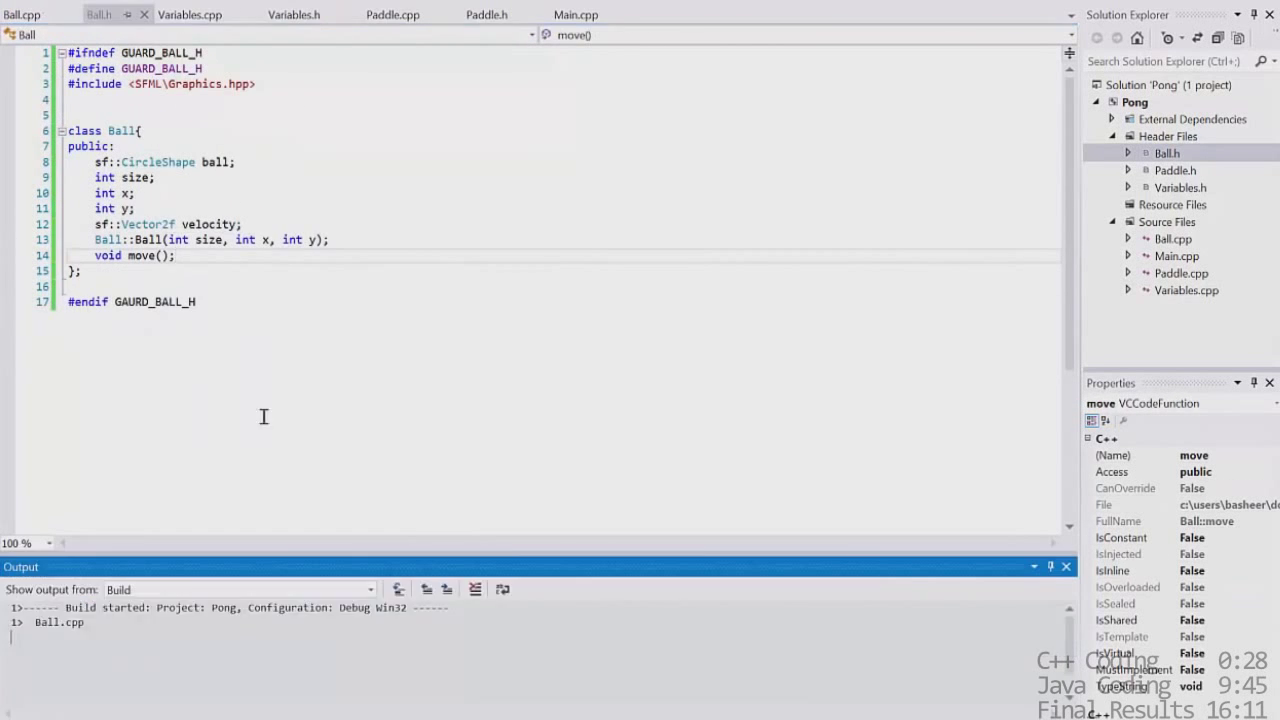 Ball.cpp Ball.h Variables.cpp Variables.h Paddle.cpp Paddle.h Main.cpp
Ball move()
1 #ifndef GUARD_BALL_H
2 #define GUARD_BALL_H
3 #include <SFML\Graphics.hpp>
4
5
6 class Ball{
7 public:
8 sf::CircleShape ball;
9 int size;
10 int x;
11 int y;
12 sf::Vector2f velocity;
13 Ball::Ball(int size, int x, int y);
14 void move();
15 };
16
17 #endif GAURD_BALL_H
100 %
Output
Show output from: Build
1>------ Build started: Project: Pong, Configuration: Debug Win32 ------
1> Ball.cpp
Solution Explorer
Search Solution Explorer (Ctrl+;)
Solution 'Pong' (1 project)
Pong
External Dependencies
Header Files
Ball.h
Paddle.h
Variables.h
Resource Files
Source Files
Ball.cpp
Main.cpp
Paddle.cpp
Variables.cpp
Properties
move VCCodeFunction
C++
(Name) move
Access public
CanOverride False
File c:\users\basheer\do
FullName Ball::move
IsConstant False
IsInjected False
IsInline False
IsOverloaded False
IsSealed False
IsShared False
IsTemplate False
IsVirtual False
MustImplement False
TypeString void
C++
C++ Coding 0:28
Java Coding 9:45
Final Results 16:11